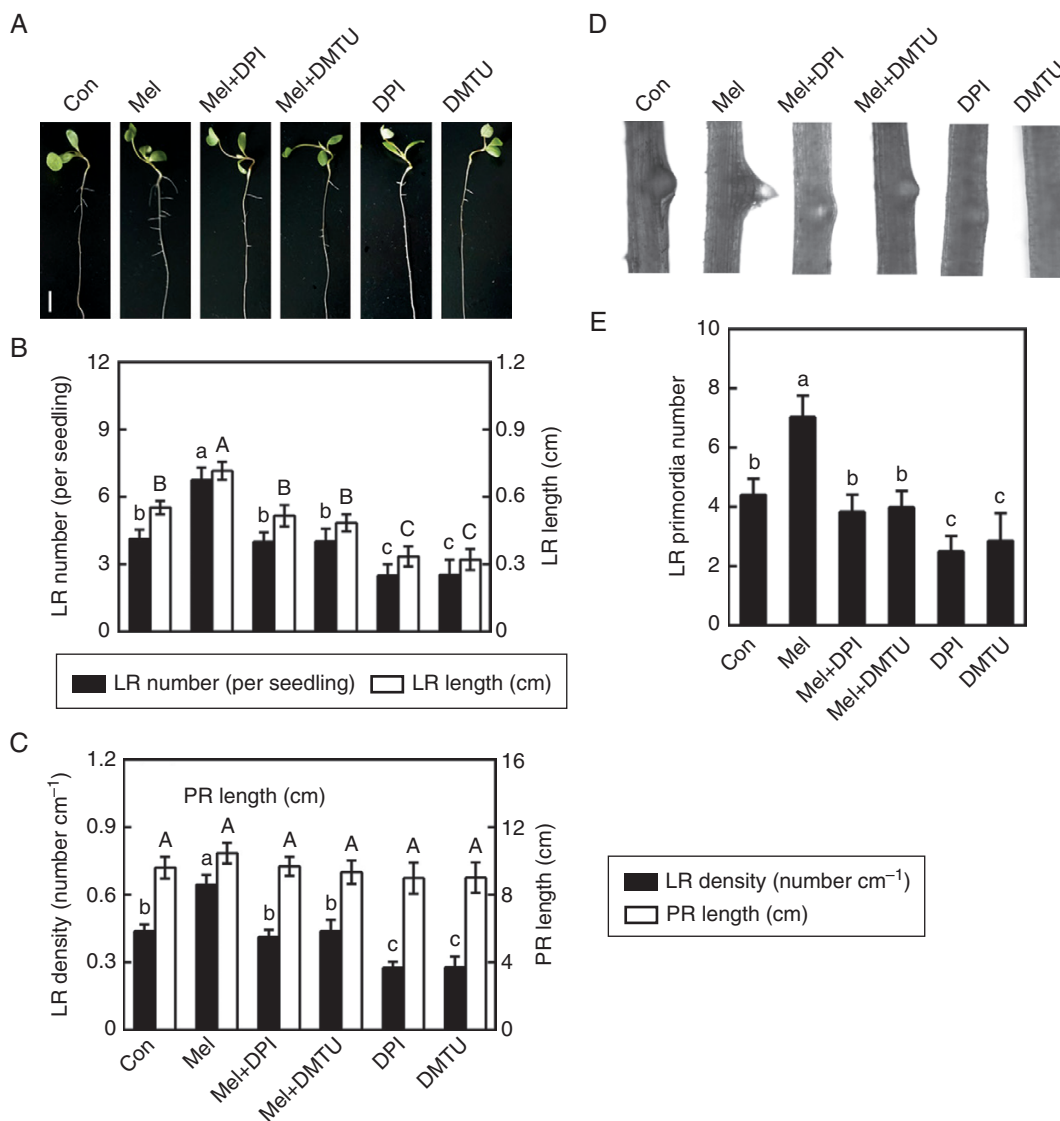 A
Con Mel Mel+DPI Mel+DMTU DPI DMTU
B
LR number (per seedling)
12
9
6
3
0
b B a A b B b B c C c C
1.2
0.9
0.6
0.3
0
LR length (cm)
LR number (per seedling) LR length (cm)
C
LR density (number cm⁻¹)
1.2
0.9
0.6
0.3
0
PR length (cm)
b A a A b A b A c A c A
16
12
8
4
0
PR length (cm)
Con Mel Mel+DPI Mel+DMTU DPI DMTU
D
Con Mel Mel+DPI Mel+DMTU DPI DMTU
E
LR primordia number
10
8
6
4
2
0
b a b b c c
Con Mel Mel+DPI Mel+DMTU DPI DMTU
LR density (number cm⁻¹)
PR length (cm)